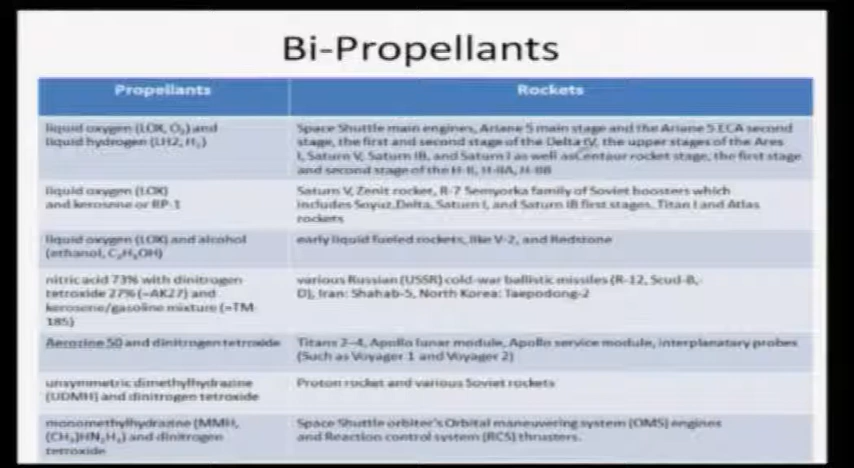 Bi-Propellants
Propellants
Rockets
liquid oxygen (LOX, O₂) and
liquid hydrogen (LH2, H₂)
Space Shuttle main engines, Ariane 5 main stage and the Ariane 5 ECA second
stage, the first and second stage of the Delta IV, the upper stages of the Ares
I, Saturn V, Saturn IB, and Saturn I as well asCentaur rocket stage, the first stage
and second stage of the H-II, H-IIA, H-IIB
liquid oxygen (LOX)
and kerosene or RP-1
Saturn V, Zenit rocket, R-7 Semyorka family of Soviet boosters which
includes Soyuz,Delta, Saturn I, and Saturn IB first stages, Titan I and Atlas
rockets
liquid oxygen (LOX) and alcohol
(ethanol, C₂H₅OH)
early liquid fueled rockets, like V-2, and Redstone
nitric acid 73% with dinitrogen
tetroxide 27% (=AK27) and
kerosene/gasoline mixture (=TM-
185)
various Russian (USSR) cold-war ballistic missiles (R-12, Scud-B,-
D), Iran: Shahab-5, North Korea: Taepodong-2
Aerozine 50 and dinitrogen tetroxide
Titans 2–4, Apollo lunar module, Apollo service module, interplanatary probes
(Such as Voyager 1 and Voyager 2)
unsymmetric dimethylhydrazine
(UDMH) and dinitrogen tetroxide
Proton rocket and various Soviet rockets
monomethylhydrazine (MMH,
(CH₃)HN₂H₂) and dinitrogen
tetroxide
Space Shuttle orbiter's Orbital maneuvering system (OMS) engines
and Reaction control system (RCS) thrusters.